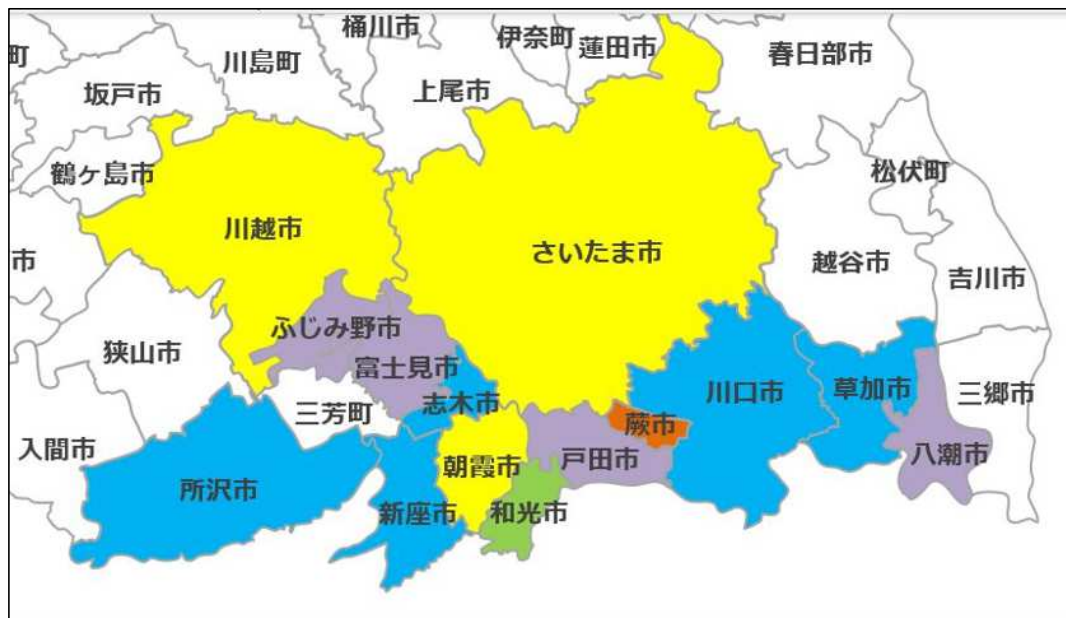 桶川市
伊奈町
蓮田市
春日部市
町
川島町
坂戸市
上尾市
鶴ヶ島市
松伏町
川越市
さいたま市
越谷市
市
吉川市
ふじみ野市
狭山市
富士見市
三郷市
川口市
草加市
志木市
三芳町
蕨市
入間市
八潮市
戸田市
朝霞市
所沢市
新座市
和光市